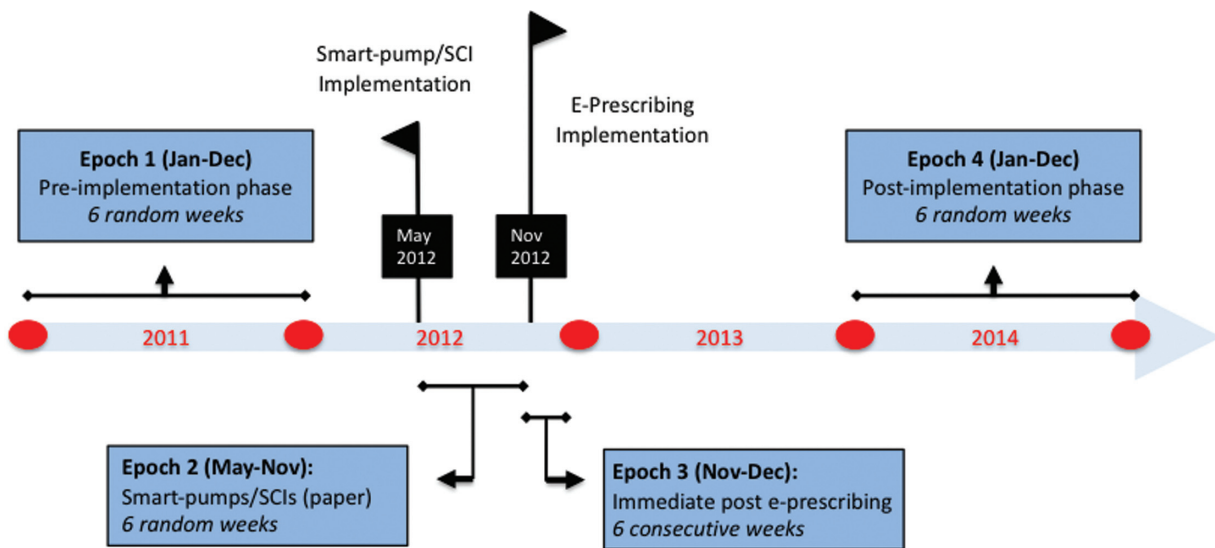 Smart-pump/SCI
Implementation
E-Prescribing
Implementation
Epoch 1 (Jan-Dec)
Pre-implementation phase
6 random weeks
May
2012
Nov
2012
Epoch 4 (Jan-Dec)
Post-implementation phase
6 random weeks
2011
2012
2013
2014
Epoch 2 (May-Nov):
Smart-pumps/SCIs (paper)
6 random weeks
Epoch 3 (Nov-Dec):
Immediate post e-prescribing
6 consecutive weeks